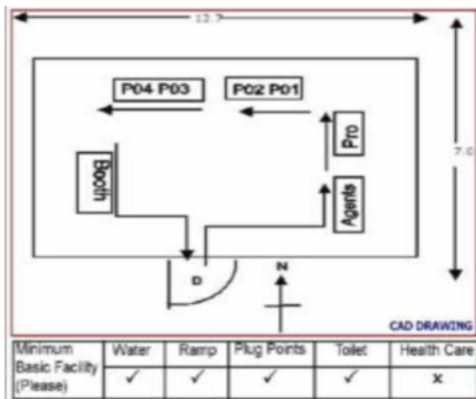 12.7
P04 P03
P02 P01
7.0
Pro
Booth
Agents
D
N
CAD DRAWING
Minimum Basic Facility (Please)
Water
Ramp
Plug Points
Toilet
Health Care
✓ ✓ ✓ ✓ x